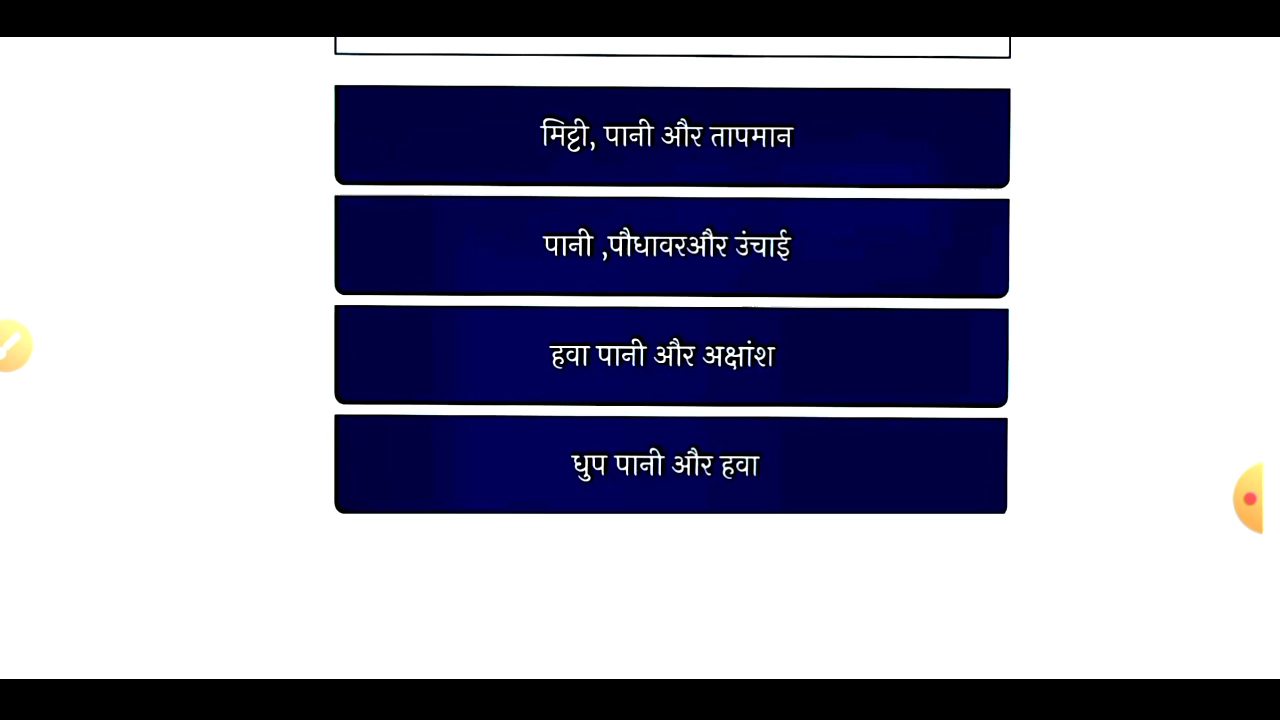 मिट्टी, पानी और तापमान
पानी ,पौधावरऔर उंचाई
हवा पानी और अक्षांश
धुप पानी और हवा